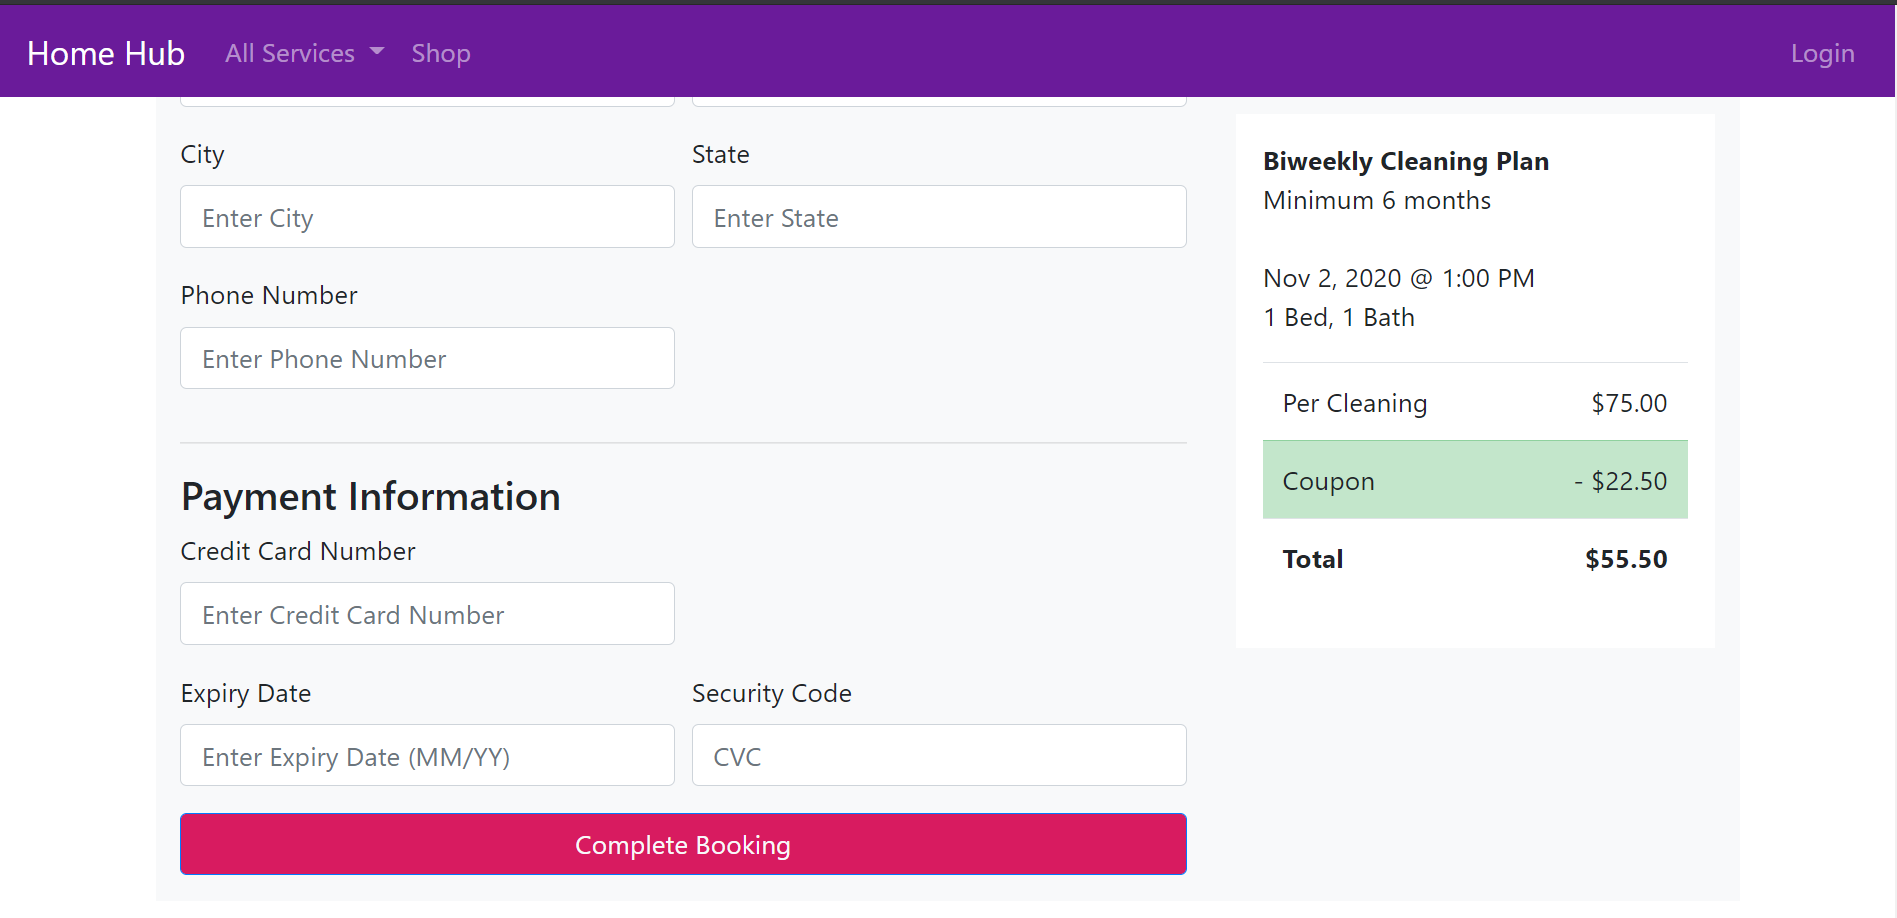 Home Hub
All Services
Shop
Login
City
State
Enter City
Enter State
Phone Number
Enter Phone Number
Payment Information
Credit Card Number
Enter Credit Card Number
Expiry Date
Security Code
Enter Expiry Date (MM/YY)
CVC
Complete Booking
Biweekly Cleaning Plan
Minimum 6 months
Nov 2, 2020 @ 1:00 PM
1 Bed, 1 Bath
Per Cleaning $75.00
Coupon - $22.50
Total $55.50